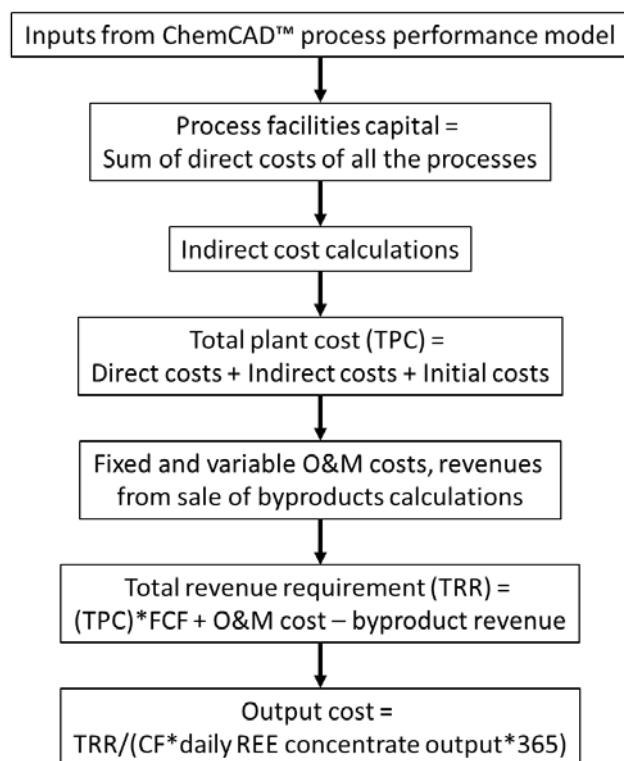 Inputs from ChemCAD™ process performance model
Process facilities capital =
Sum of direct costs of all the processes
Indirect cost calculations
Total plant cost (TPC) =
Direct costs + Indirect costs + Initial costs
Fixed and variable O&M costs, revenues
from sale of byproducts calculations
Total revenue requirement (TRR) =
(TPC)*FCF + O&M cost – byproduct revenue
Output cost =
TRR/(CF*daily REE concentrate output*365)